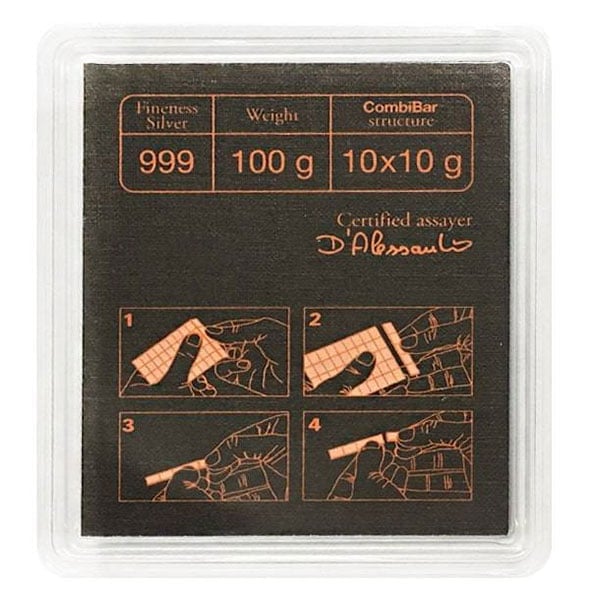 Fineness
Silver
Weight
CombiBar
structure
999
100 g
10x10 g
Certified assayer
D'Alessandro
1
2
3
4